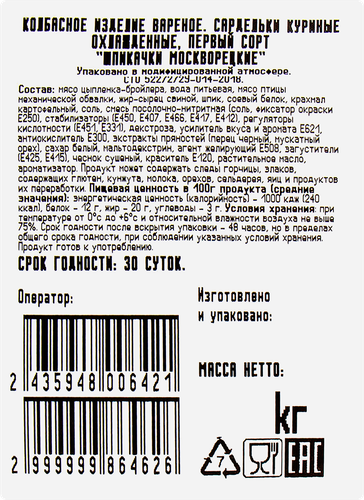 КОЛБАСНОЕ ИЗДЕЛИЕ ВАРЕНОЕ. САРДЕЛЬКИ КУРИНЫЕ
ОХЛАЖДЕННЫЕ, ПЕРВЫЙ СОРТ
"ШПИКАЧКИ МОСКВОРЕЦКИЕ"
Упаковано в модифицированной атмосфере.
СТО 52272729-014-2018.
Состав: мясо цыпленка-бройлера, вода питьевая, мясо птицы
механической обвалки, жир-сырец свиной, шпик, соевый белок, крахмал
картофельный, соль, смесь посолочно-нитритная (соль, фиксатор окраски
Е250), стабилизаторы (Е450, Е407, Е466, Е417, Е412), регуляторы
кислотности (Е451, Е331), декстроза, усилитель вкуса и аромата Е621,
антиокислитель Е300, экстракты пряностей (перец черный, мускатный
орех), сахар белый, мальтодекстрин, агент желирующий Е508, загустители
(Е425, Е415), чеснок сушеный, краситель Е120, растительное масло,
ароматизатор. Продукт может содержать следы горчицы, злаков,
содержащих глютен, кунжута, молока, орехов, сельдерея, яиц и продуктов
их переработки. Пищевая ценность в 100г продукта (средние
значения): энергетическая ценность (калорийность) - 1000 кДж (240
ккал), белок - 12 г, жир - 20 г, углеводы - 3 г. Условия хранения: при
температуре от 0°С до +6°С и относительной влажности воздуха не выше
75%. Срок годности после вскрытия упаковки - 48 часов, но в пределах
общего срока годности, при соблюдении указанных условий хранения.
Продукт готов к употреблению.
СРОК ГОДНОСТИ: 30 СУТОК.
Оператор:
Изготовлено
и упаковано:
2 435948 006421
МАССА НЕТТО:
кг
2 999999 864626
7
EAC